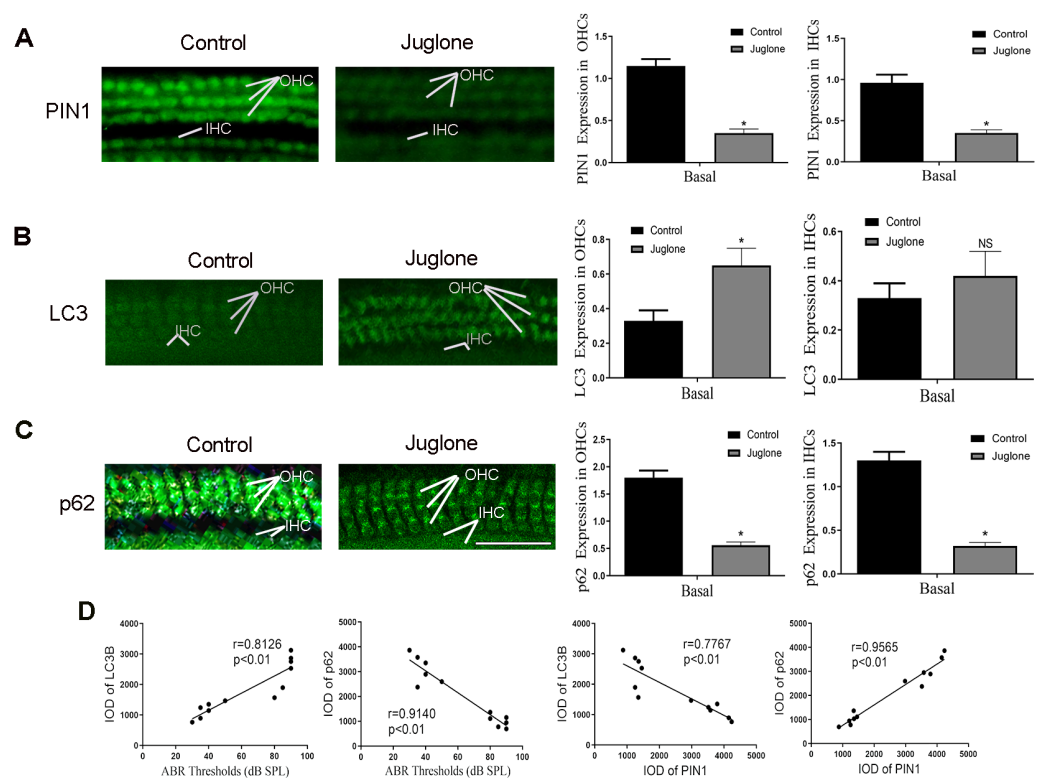 A
Control
Juglone
PIN1
OHC
IHC
OHC
IHC
PIN1 Expression in OHCs
1.5
1.0
0.5
0.0
Control
Juglone
*
Basal
PIN1 Expression in IHCs
1.5
1.0
0.5
0.0
Control
Juglone
*
Basal
B
Control
Juglone
LC3
OHC
IHC
OHC
IHC
LC3 Expression in OHCs
0.8
0.6
0.4
0.2
0.0
Control
Juglone
*
Basal
LC3 Expression in IHCs
0.6
0.4
0.2
0.0
Control
Juglone
NS
Basal
C
Control
Juglone
p62
OHC
IHC
OHC
IHC
p62 Expression in OHCs
2.5
2.0
1.5
1.0
0.5
0.0
Control
Juglone
*
Basal
p62 Expression in IHCs
1.5
1.0
0.5
0.0
Control
Juglone
*
Basal
D
IOD of LC3B
4000
3000
2000
1000
0
r=0.8126
p<0.01
0 20 40 60 80 100
ABR Thresholds (dB SPL)
IOD of p62
5000
4000
3000
2000
1000
0
r=0.9140
p<0.01
0 20 40 60 80 100
ABR Thresholds (dB SPL)
IOD of LC3B
4000
3000
2000
1000
0
r=0.7767
p<0.01
0 1000 2000 3000 4000 5000
IOD of PIN1
IOD of p62
5000
4000
3000
2000
1000
0
r=0.9565
p<0.01
0 1000 2000 3000 4000 5000
IOD of PIN1